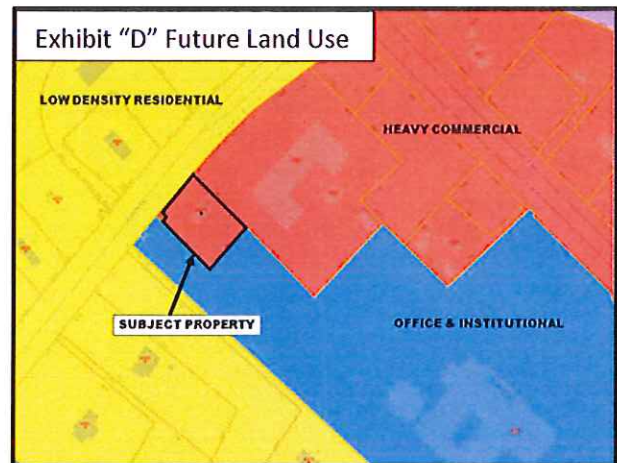 Exhibit "D" Future Land Use
LOW DENSITY RESIDENTIAL
HEAVY COMMERCIAL
SUBJECT PROPERTY
OFFICE & INSTITUTIONAL